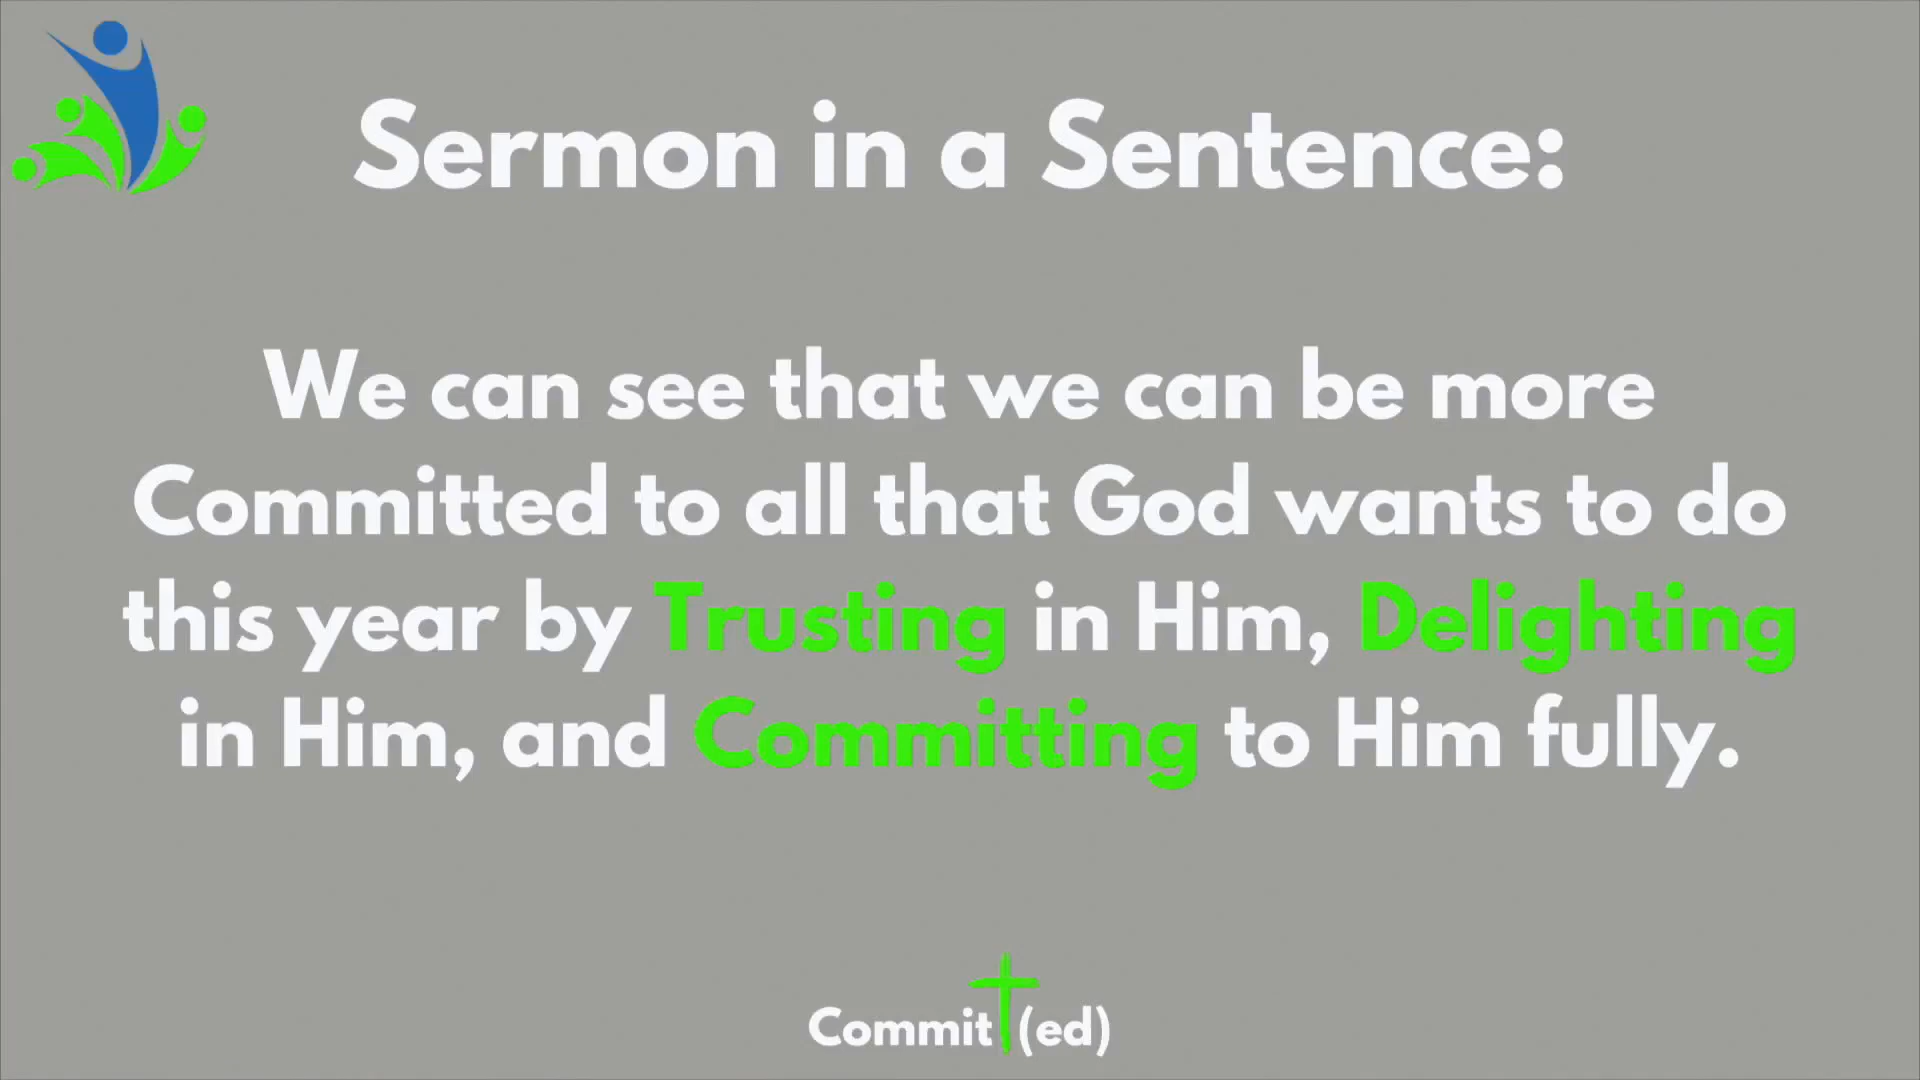 Sermon in a Sentence:
We can see that we can be more
Committed to all that God wants to do
this year by Trusting in Him, Delighting
in Him, and Committing to Him fully.
Committ(ed)